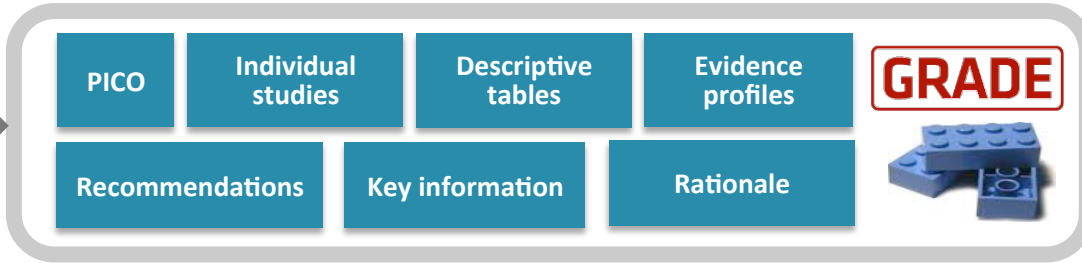 PICO
Individual
studies
Descriptive
tables
Evidence
profiles
GRADE
Recommendations
Key information
Rationale